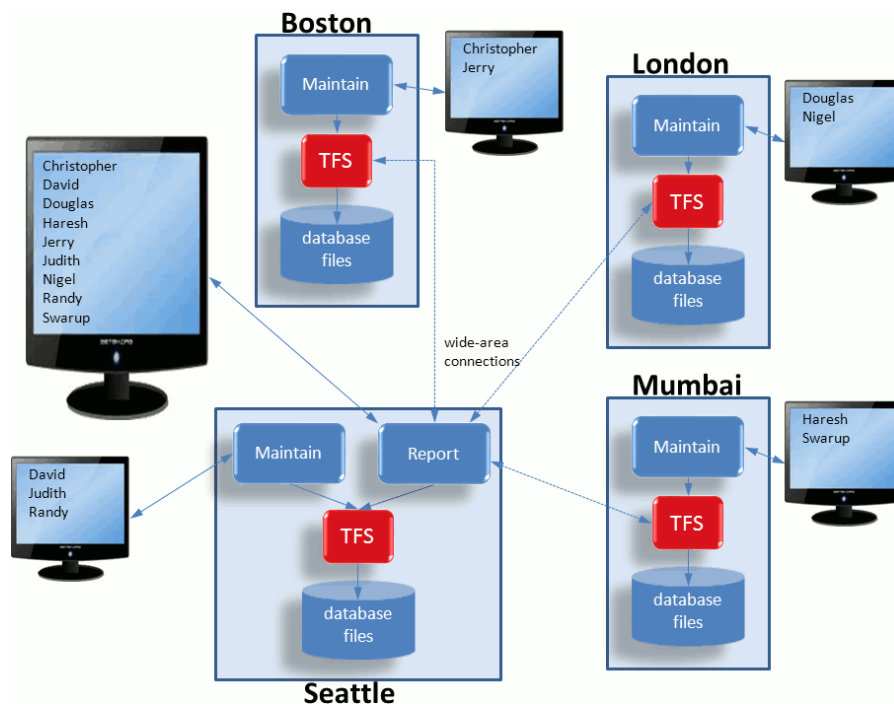 Boston
Christopher
Jerry
Maintain
TFS
database
files
London
Douglas
Nigel
Maintain
TFS
database
files
Christopher
David
Douglas
Haresh
Jerry
Judith
Nigel
Randy
Swarup
wide-area
connections
Mumbai
Haresh
Swarup
Maintain
TFS
database
files
David
Judith
Randy
Maintain
Report
TFS
database
files
Seattle